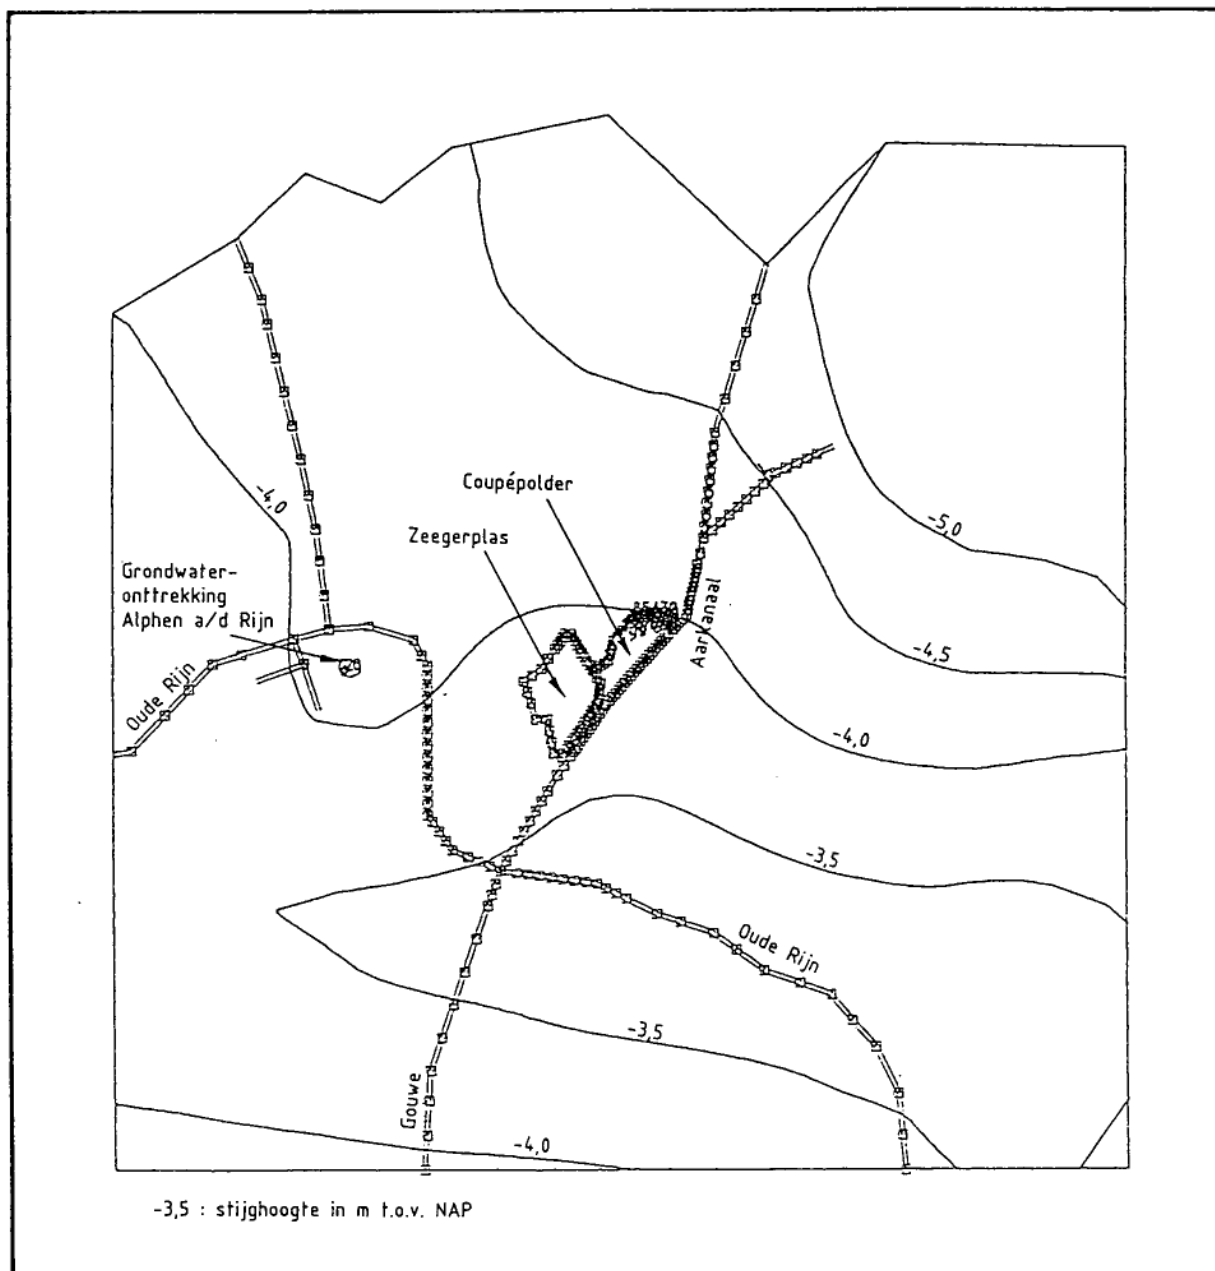 Coupépolder
Zeegerplas
-4,0
-5,0
Grondwater-
onttrekking
Alphen a/d Rijn
Aarkanaal
-4,5
Oude Rijn
-4,0
-3,5
Oude Rijn
-3,5
Gouwe
-4,0
-3,5 : stijghoogte in m t.o.v. NAP